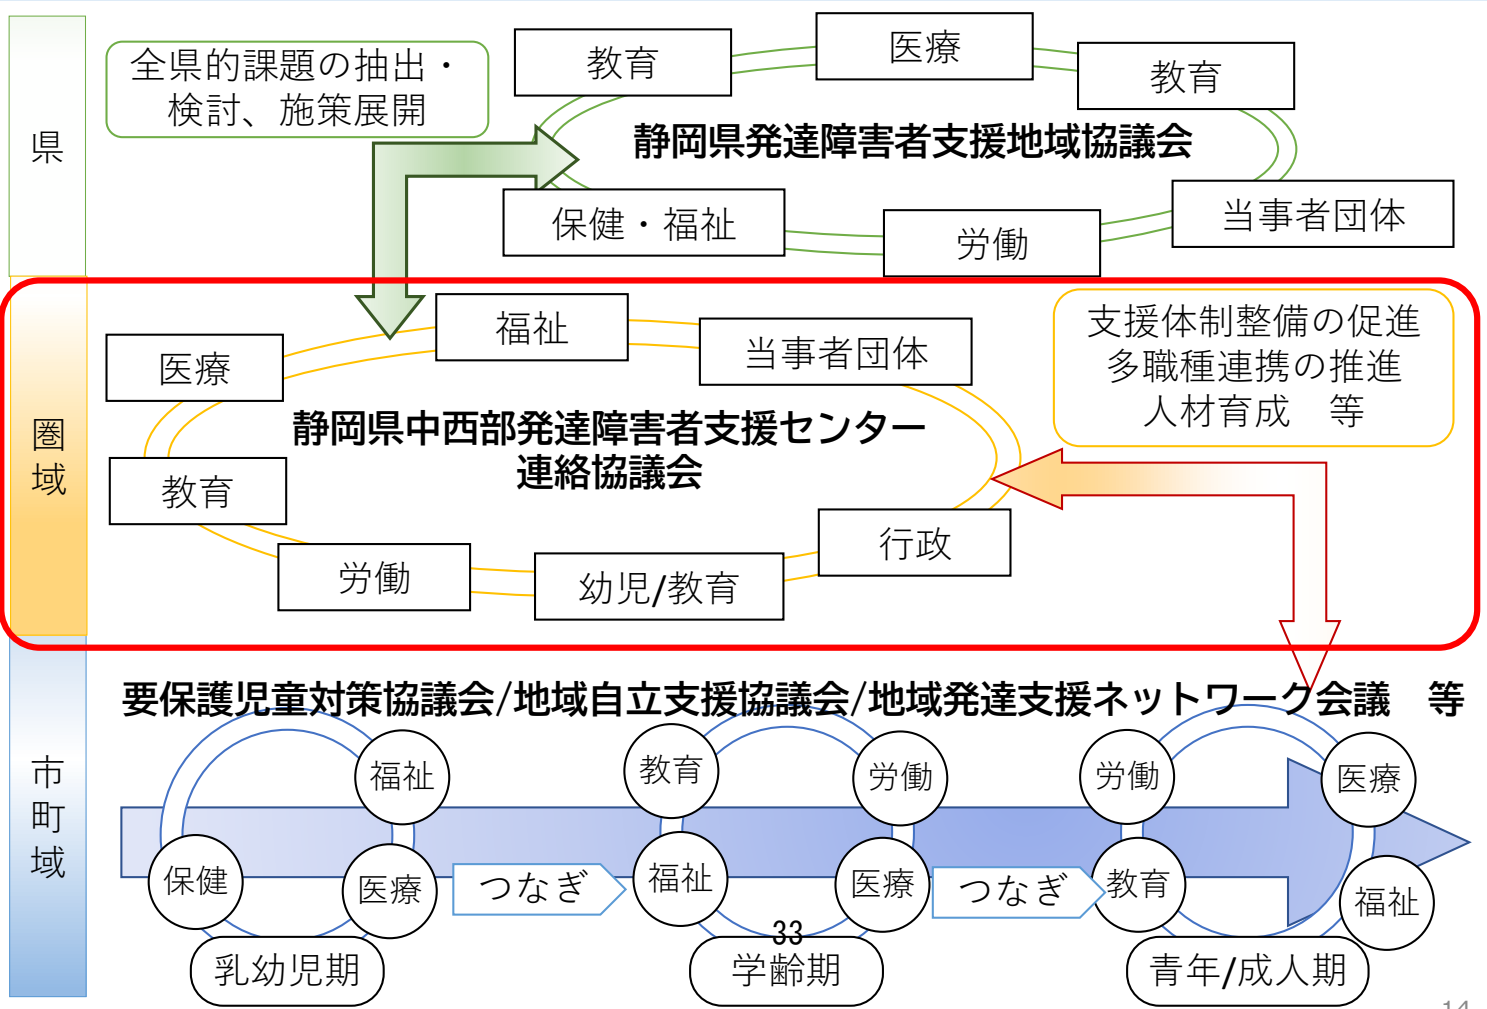 県
全県的課題の抽出・
検討、施策展開
教育
医療
教育
静岡県発達障害者支援地域協議会
保健・福祉
労働
当事者団体
圏
域
医療
福祉
当事者団体
支援体制整備の促進
多職種連携の推進
人材育成　等
静岡県中西部発達障害者支援センター
連絡協議会
教育
労働
幼児/教育
行政
市
町
域
要保護児童対策協議会/地域自立支援協議会/地域発達支援ネットワーク会議　等
福祉
保健
医療
乳幼児期
つなぎ
教育
労働
福祉
医療
33
学齢期
つなぎ
労働
医療
教育
福祉
青年/成人期
14